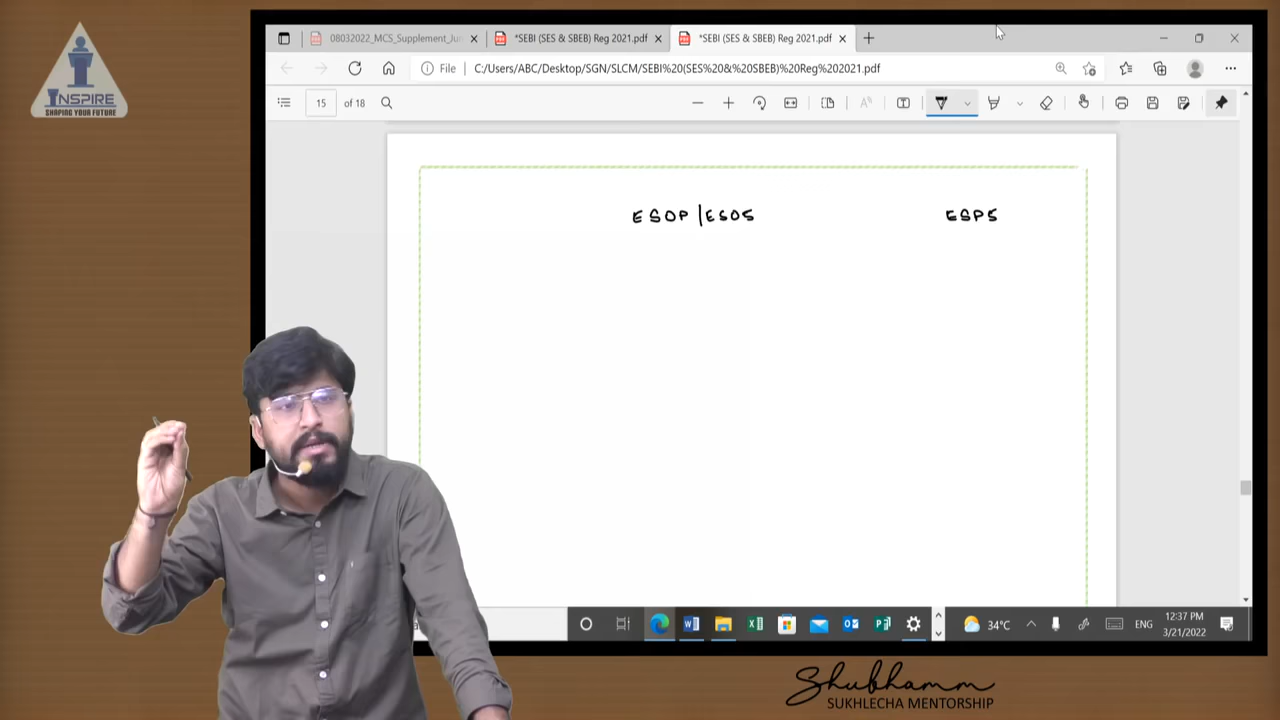 INSPIRE
SHAPING YOUR FUTURE
08032022_MCS_Supplement_Ju
*SEBI (SES & SBEB) Reg 2021.pdf
*SEBI (SES & SBEB) Reg 2021.pdf
File
C:/Users/ABC/Desktop/SGN/SLCM/SEBI%20(SES%20&%20SBEB)%20Reg%202021.pdf
15 of 18
ESOP | ESOS
ESPS
34°C
ENG
12:37 PM
3/21/2022
Shubhamm
SUKHLECHA MENTORSHIP